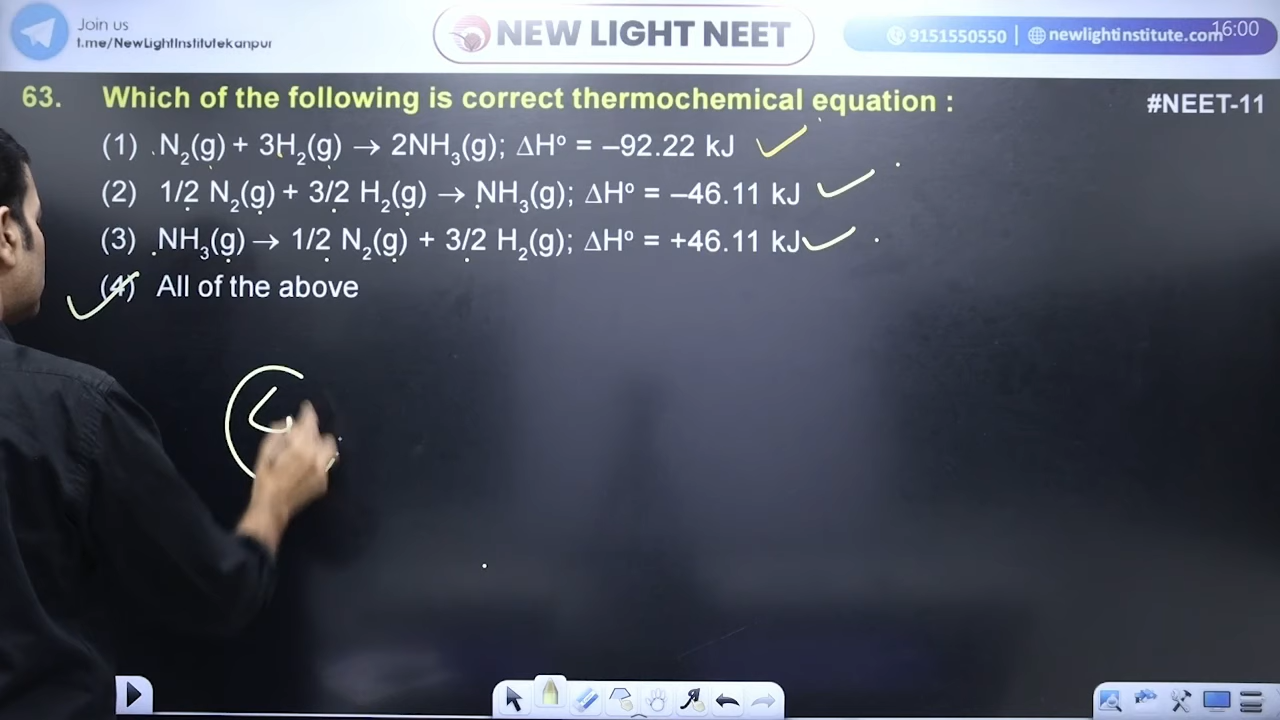 Join us
t.me/NewLightInstitutekanpur
NEW LIGHT NEET
9151550550 | newlightinstitute.com
16:00
63. Which of the following is correct thermochemical equation :
#NEET-11
(1) N₂(g) + 3H₂(g) → 2NH₃(g); ΔHº = –92.22 kJ
(2) 1/2 N₂(g) + 3/2 H₂(g) → NH₃(g); ΔHº = –46.11 kJ
(3) NH₃(g) → 1/2 N₂(g) + 3/2 H₂(g); ΔHº = +46.11 kJ
(4) All of the above